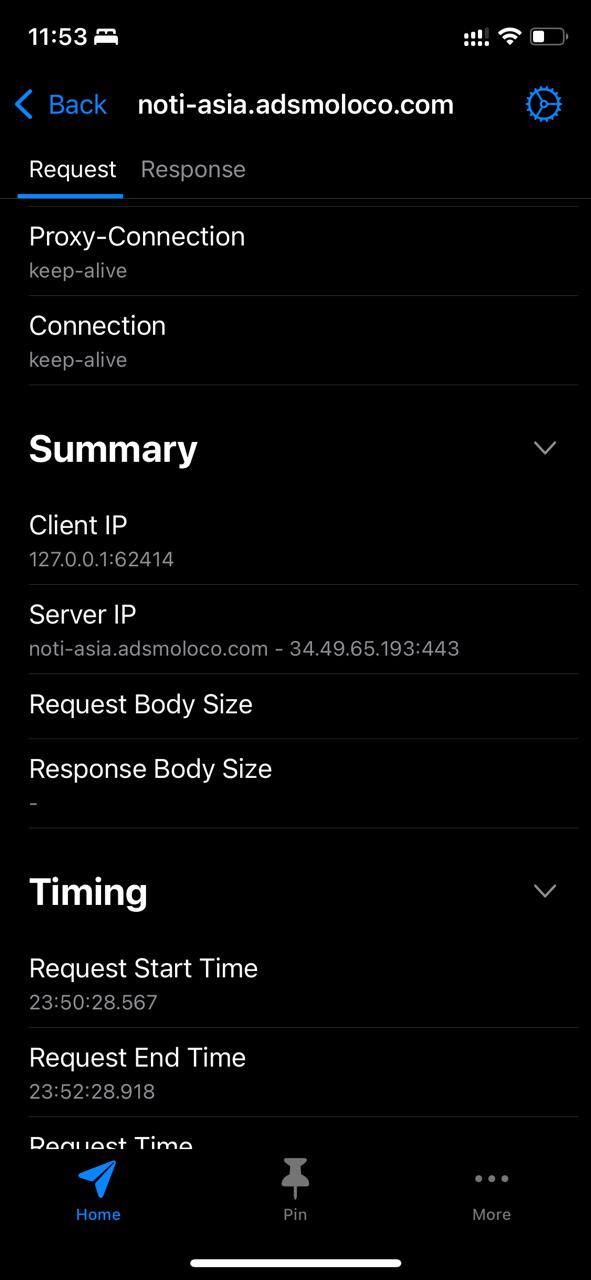 11:53
Back
noti-asia.adsmoloco.com
Request
Response
Proxy-Connection
keep-alive
Connection
keep-alive
Summary
Client IP
127.0.0.1:62414
Server IP
noti-asia.adsmoloco.com - 34.49.65.193:443
Request Body Size
Response Body Size
-
Timing
Request Start Time
23:50:28.567
Request End Time
23:52:28.918
Request Time
Home
Pin
More